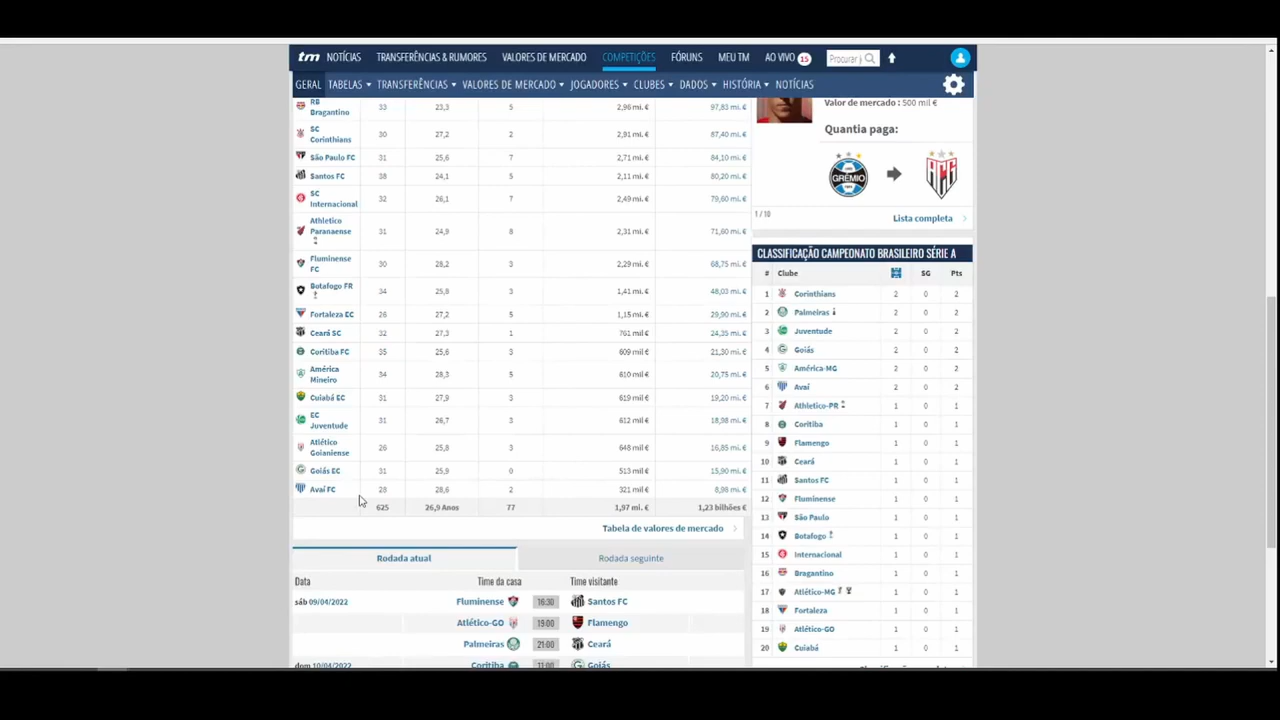 tm NOTÍCIAS TRANSFERÊNCIAS & RUMORES VALORES DE MERCADO COMPETIÇÕES FÓRUNS MEU TM AO VIVO 15 Procurar
GERAL TABELAS TRANSFERÊNCIAS VALORES DE MERCADO JOGADORES CLUBES DADOS HISTÓRIA NOTÍCIAS
RB Bragantino 33 23,3 5 2,96 mi. € 97,83 mi. €
SC Corinthians 30 27,2 2 2,91 mi. € 87,40 mi. €
São Paulo FC 31 25,6 7 2,71 mi. € 84,10 mi. €
Santos FC 38 24,1 5 2,11 mi. € 80,20 mi. €
SC Internacional 32 26,1 7 2,49 mi. € 79,60 mi. €
Athletico Paranaense 31 24,9 8 2,31 mi. € 71,60 mi. €
Fluminense FC 30 28,2 3 2,29 mi. € 68,75 mi. €
Botafogo FR 34 25,8 3 1,41 mi. € 48,03 mi. €
Fortaleza EC 26 27,2 5 1,15 mi. € 29,90 mi. €
Ceará SC 32 27,3 1 761 mil € 24,35 mi. €
Coritiba FC 35 25,6 3 609 mil € 21,30 mi. €
América Mineiro 34 28,3 5 610 mil € 20,75 mi. €
Cuiabá EC 31 27,9 3 619 mil € 19,20 mi. €
EC Juventude 31 26,7 3 612 mil € 18,98 mi. €
Atlético Goianiense 26 25,8 3 648 mil € 16,85 mi. €
Goiás EC 31 25,9 0 513 mil € 15,90 mi. €
Avaí FC 28 28,6 2 321 mil € 8,98 mi. €
625 26,9 Anos 77 1,97 mi. € 1,23 bilhões €
Tabela de valores de mercado
Rodada atual Rodada seguinte
Data Time da casa Time visitante
sáb 09/04/2022 Fluminense 16:30 Santos FC
Atlético-GO 19:00 Flamengo
Palmeiras 21:00 Ceará
dom 10/04/2022 Coritiba 11:00 Goiás
Valor de mercado : 500 mil €
Quantia paga:
GRÊMIO
ACG
1 / 10 Lista completa
CLASSIFICAÇÃO CAMPEONATO BRASILEIRO SÉRIE A
# Clube SG Pts
1 Corinthians 2 0 2
2 Palmeiras 2 0 2
3 Juventude 2 0 2
4 Goiás 2 0 2
5 América-MG 2 0 2
6 Avaí 2 0 2
7 Athletico-PR 1 0 1
8 Coritiba 1 0 1
9 Flamengo 1 0 1
10 Ceará 1 0 1
11 Santos FC 1 0 1
12 Fluminense 1 0 1
13 São Paulo 1 0 1
14 Botafogo 1 0 1
15 Internacional 1 0 1
16 Bragantino 1 0 1
17 Atlético-MG 1 0 1
18 Fortaleza 1 0 1
19 Atlético-GO 1 0 1
20 Cuiabá 1 0 1